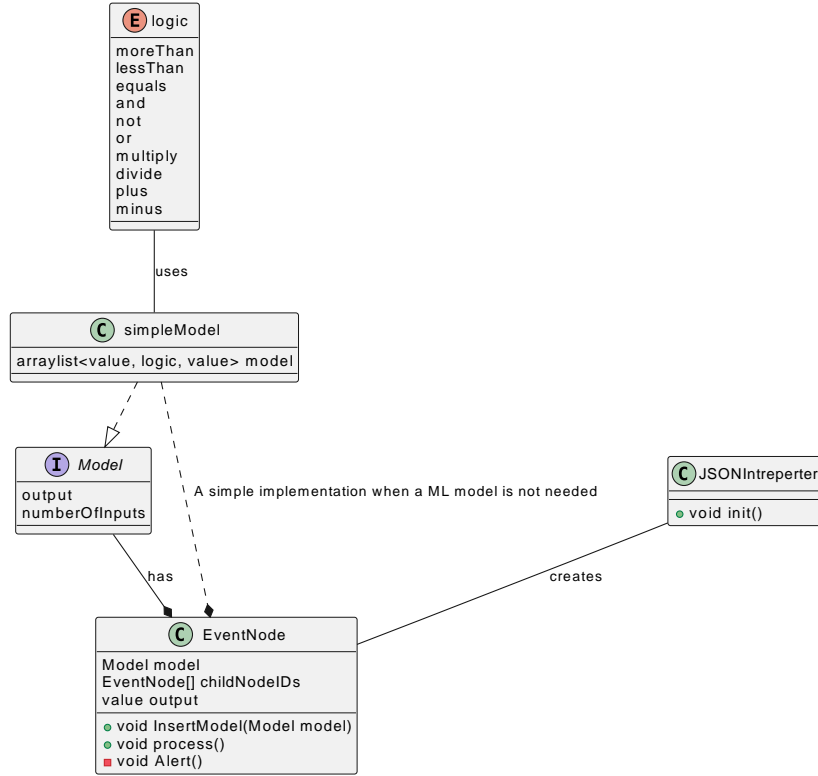 E logic
moreThan
lessThan
equals
and
not
or
multiply
divide
plus
minus
uses
C simpleModel
arraylist<value, logic, value> model
I Model
output
numberOfInputs
A simple implementation when a ML model is not needed
C JSONIntreperter
void init()
has
creates
C EventNode
Model model
EventNode[] childNodeIDs
value output
void InsertModel(Model model)
void process()
void Alert()